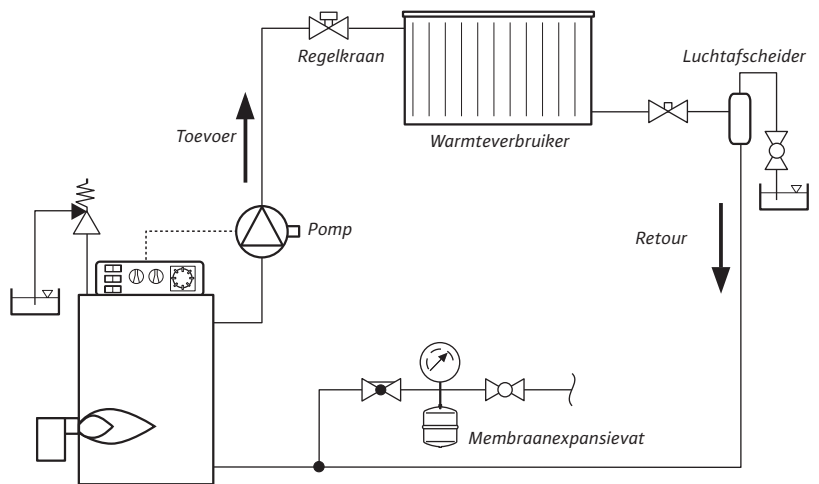 Regelkraan
Luchtafscheider
Toevoer
Warmteverbruiker
Pomp
Retour
Membraanexpansievat